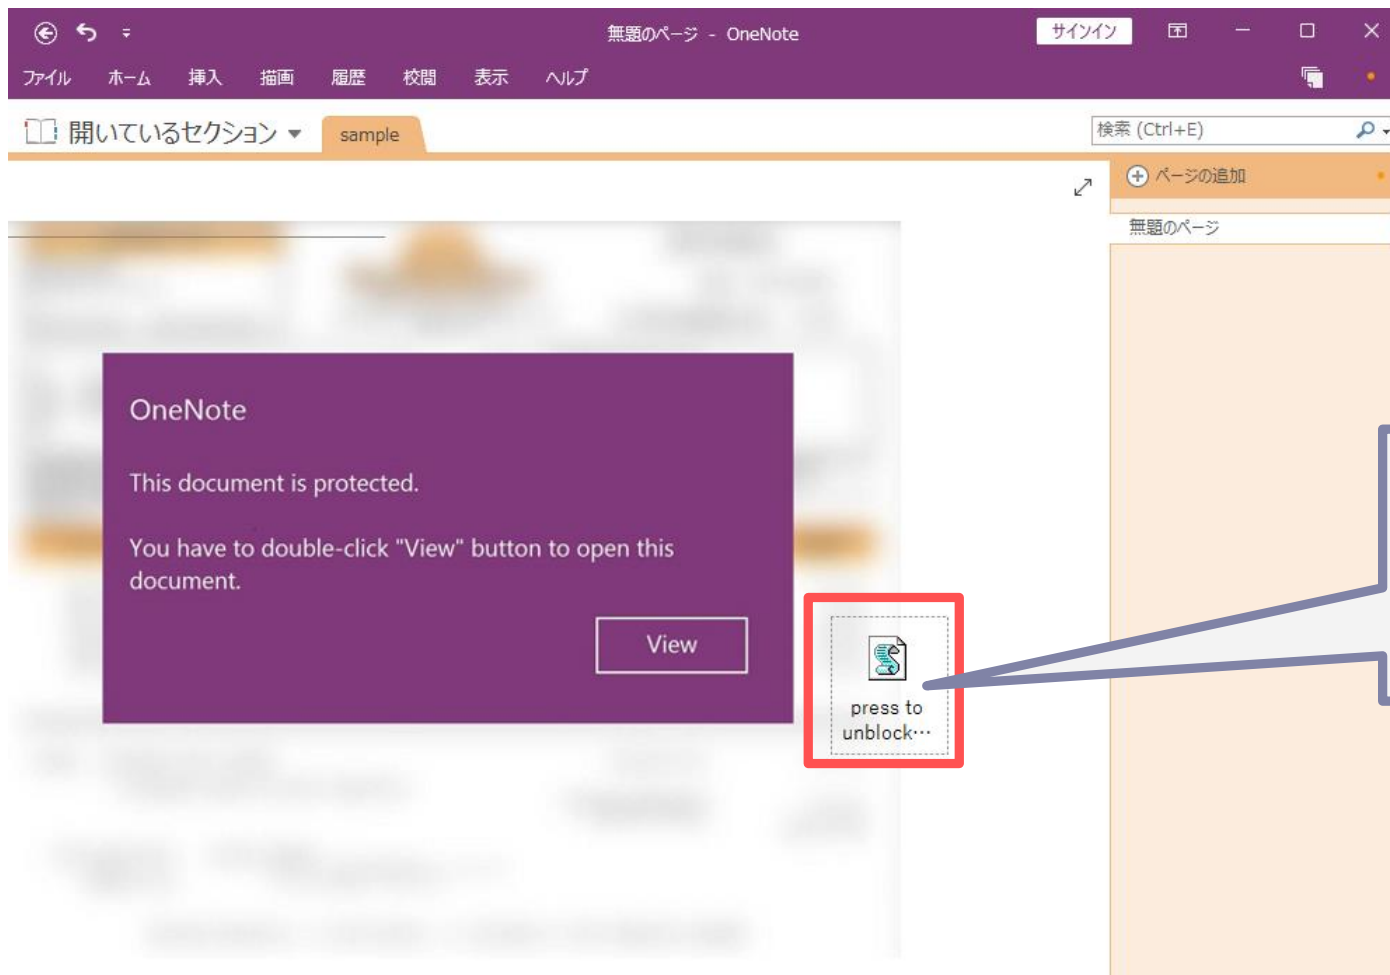 無題のページ - OneNote
サインイン
ファイル ホーム 挿入 描画 履歴 校閲 表示 ヘルプ
開いているセクション
sample
検索 (Ctrl+E)
ページの追加
無題のページ
OneNote
This document is protected.
You have to double-click "View" button to open this
document.
View
press to
unblock…